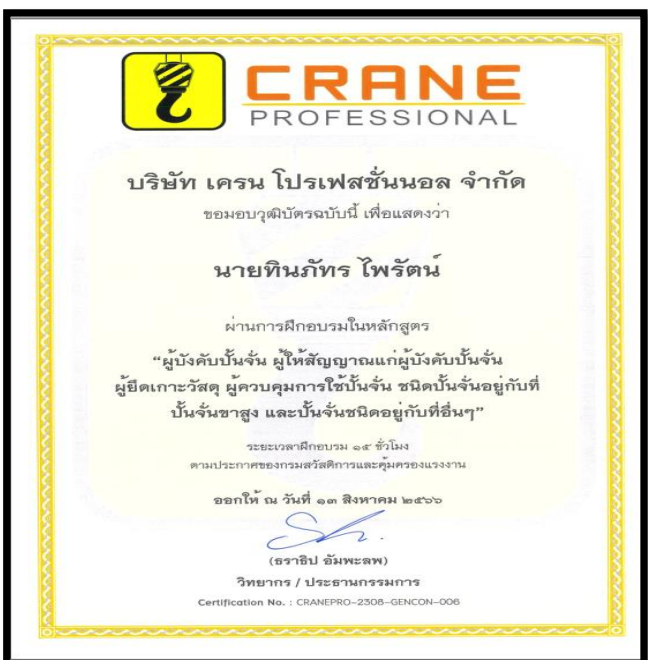 CRANE
PROFESSIONAL
บริษัท เครน โปรเฟสชั่นนอล จำกัด
ขอมอบวุฒิบัตรฉบับนี้ เพื่อแสดงว่า
นายทินภัทร ไพรัตน์
ผ่านการฝึกอบรมในหลักสูตร
“ผู้บังคับปั้นจั่น ผู้ให้สัญญาณแก่ผู้บังคับปั้นจั่น
ผู้ยึดเกาะวัสดุ ผู้ควบคุมการใช้ปั้นจั่น ชนิดปั้นจั่นอยู่กับที่
ปั้นจั่นขาสูง และปั้นจั่นชนิดอยู่กับที่อื่นๆ”
ระยะเวลาฝึกอบรม ๑๕ ชั่วโมง
ตามประกาศของกรมสวัสดิการและคุ้มครองแรงงาน
ออกให้ ณ วันที่ ๑๓ สิงหาคม ๒๕๖๖
(ธราธิป อัมพะลพ)
วิทยากร / ประธานกรรมการ
Certification No. : CRANEPRO-2308-GENCON-006